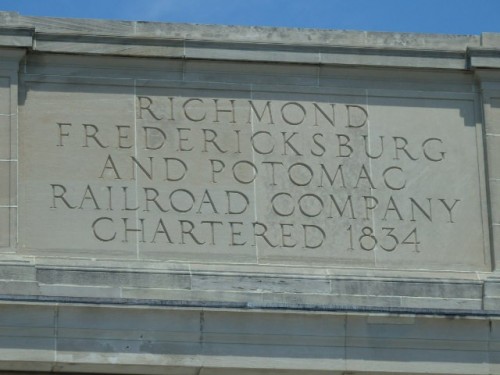 RICHMOND
FREDERICKSBURG
AND POTOMAC
RAILROAD COMPANY
CHARTERED 1834